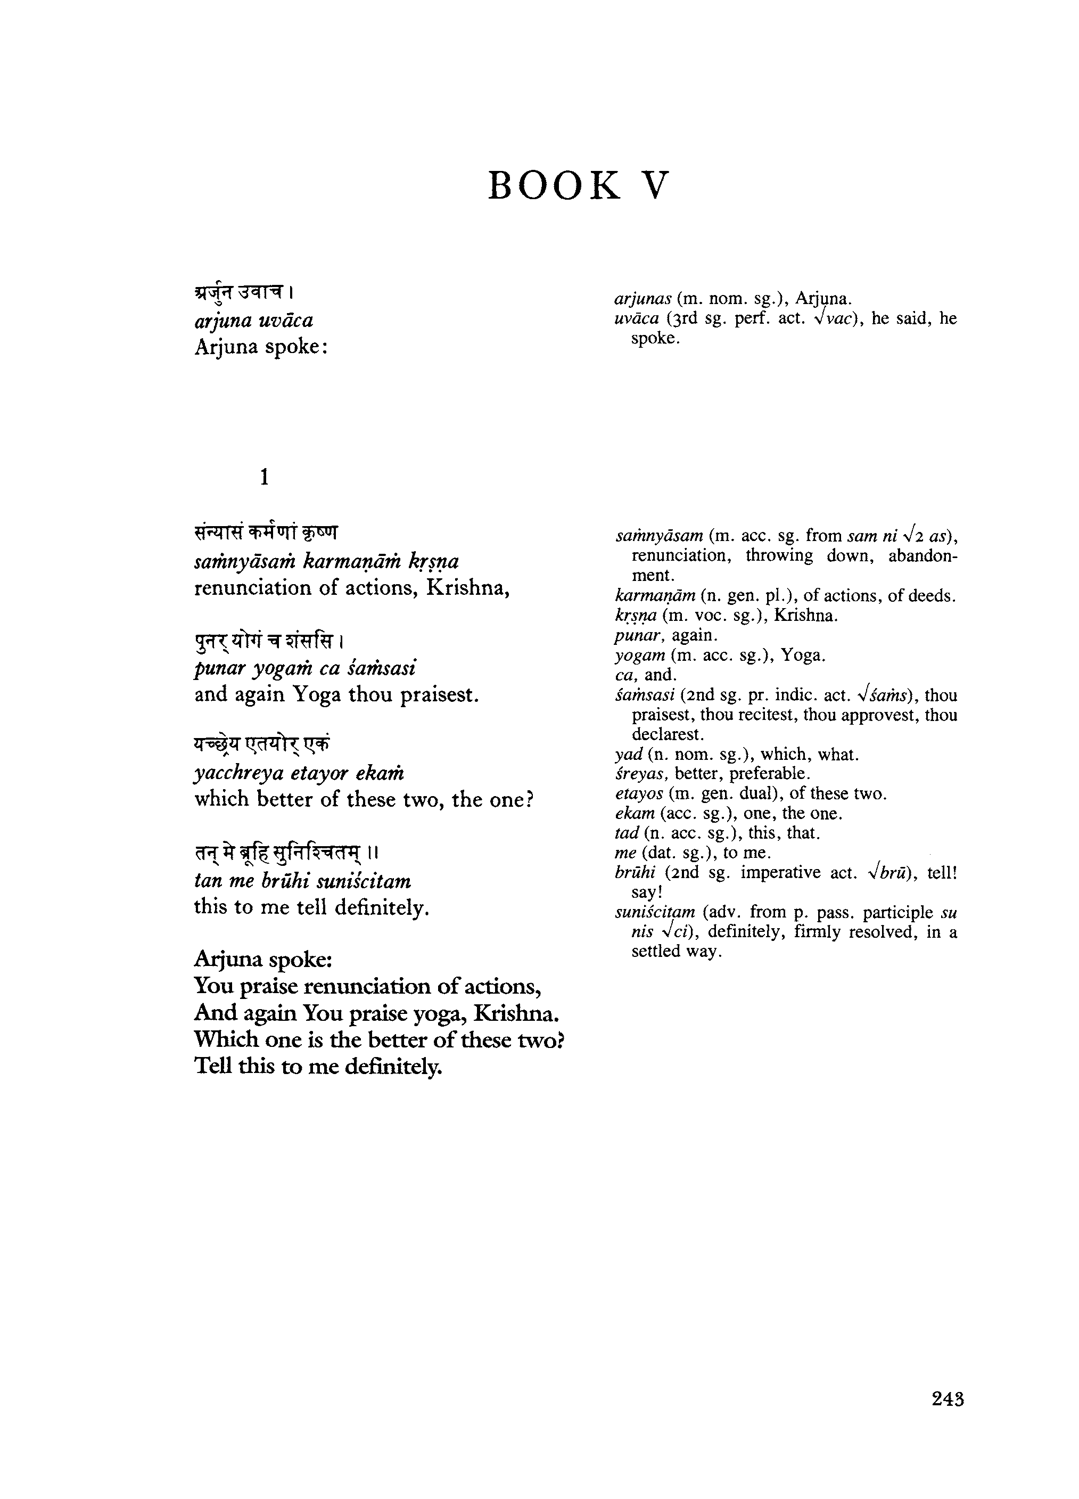 BOOK V
अर्जुन उवाच ।
arjuna uvāca
Arjuna spoke:
arjunas (m. nom. sg.), Arjuna.
uvāca (3rd sg. perf. act. √vac), he said, he
spoke.
1
संन्यासं कर्मणां कृष्ण
saṁnyāsaṁ karmaṇāṁ kṛṣṇa
renunciation of actions, Krishna,
पुनर् योगं च शंससि ।
punar yogaṁ ca śaṁsasi
and again Yoga thou praisest.
यच्छ्रेय एतयोर् एकं
yacchreya etayor ekaṁ
which better of these two, the one?
तन् मे ब्रूहि सुनिश्चितम् ॥
tan me brūhi suniścitam
this to me tell definitely.
Arjuna spoke:
You praise renunciation of actions,
And again You praise yoga, Krishna.
Which one is the better of these two?
Tell this to me definitely.
saṁnyāsam (m. acc. sg. from sam ni √2 as),
renunciation, throwing down, abandon-
ment.
karmaṇām (n. gen. pl.), of actions, of deeds.
kṛṣṇa (m. voc. sg.), Krishna.
punar, again.
yogam (m. acc. sg.), Yoga.
ca, and.
śaṁsasi (2nd sg. pr. indic. act. √śaṁs), thou
praisest, thou recitest, thou approvest, thou
declarest.
yad (n. nom. sg.), which, what.
śreyas, better, preferable.
etayos (m. gen. dual), of these two.
ekam (acc. sg.), one, the one.
tad (n. acc. sg.), this, that.
me (dat. sg.), to me.
brūhi (2nd sg. imperative act. √brū), tell!
say!
suniścitam (adv. from p. pass. participle su
nis √ci), definitely, firmly resolved, in a
settled way.
243